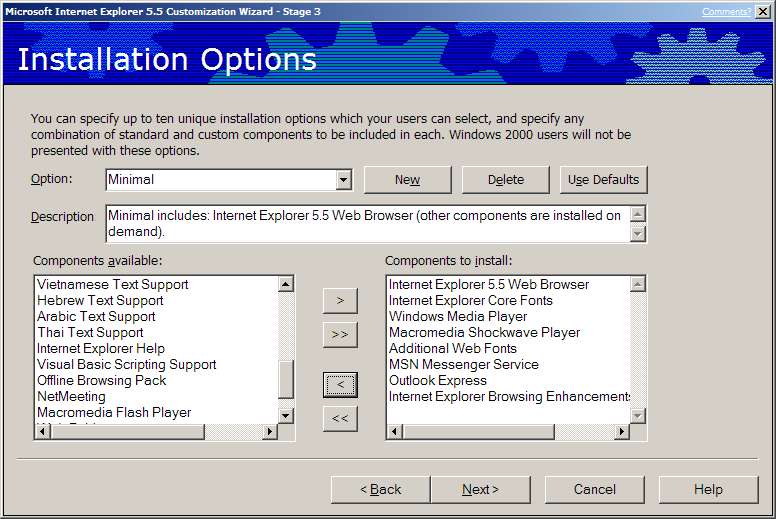 Microsoft Internet Explorer 5.5 Customization Wizard - Stage 3
Comments?
Installation Options
You can specify up to ten unique installation options which your users can select, and specify any
combination of standard and custom components to be included in each. Windows 2000 users will not be
presented with these options.
Option:
Minimal
New
Delete
Use Defaults
Description
Minimal includes: Internet Explorer 5.5 Web Browser (other components are installed on
demand).
Components available:
Components to install:
Vietnamese Text Support
Hebrew Text Support
Arabic Text Support
Thai Text Support
Internet Explorer Help
Visual Basic Scripting Support
Offline Browsing Pack
NetMeeting
Macromedia Flash Player
>
>>
<
<<
Internet Explorer 5.5 Web Browser
Internet Explorer Core Fonts
Windows Media Player
Macromedia Shockwave Player
Additional Web Fonts
MSN Messenger Service
Outlook Express
Internet Explorer Browsing Enhancements
< Back
Next >
Cancel
Help